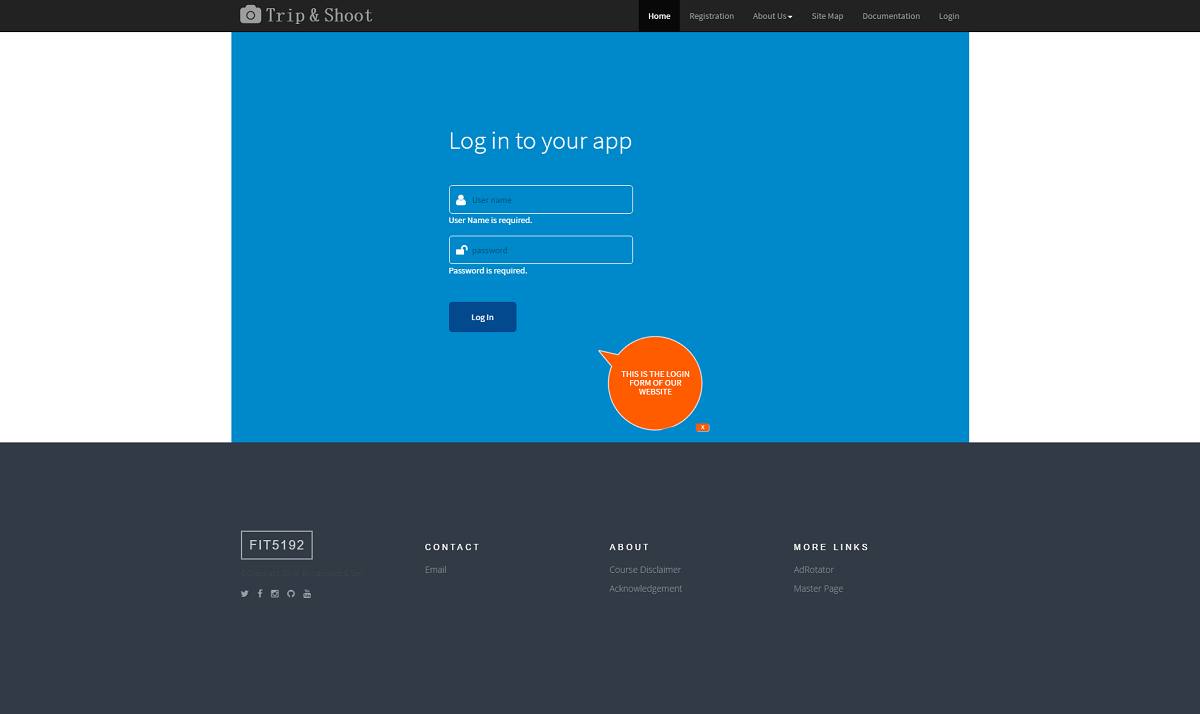 Trip & Shoot
Home
Registration
About Us
Site Map
Documentation
Login
Log in to your app
User name
User Name is required.
password
Password is required.
Log In
THIS IS THE LOGIN
FORM OF OUR
WEBSITE
X
FIT5192
CONTACT
Email
ABOUT
Course Disclaimer
Acknowledgement
MORE LINKS
AdRotator
Master Page